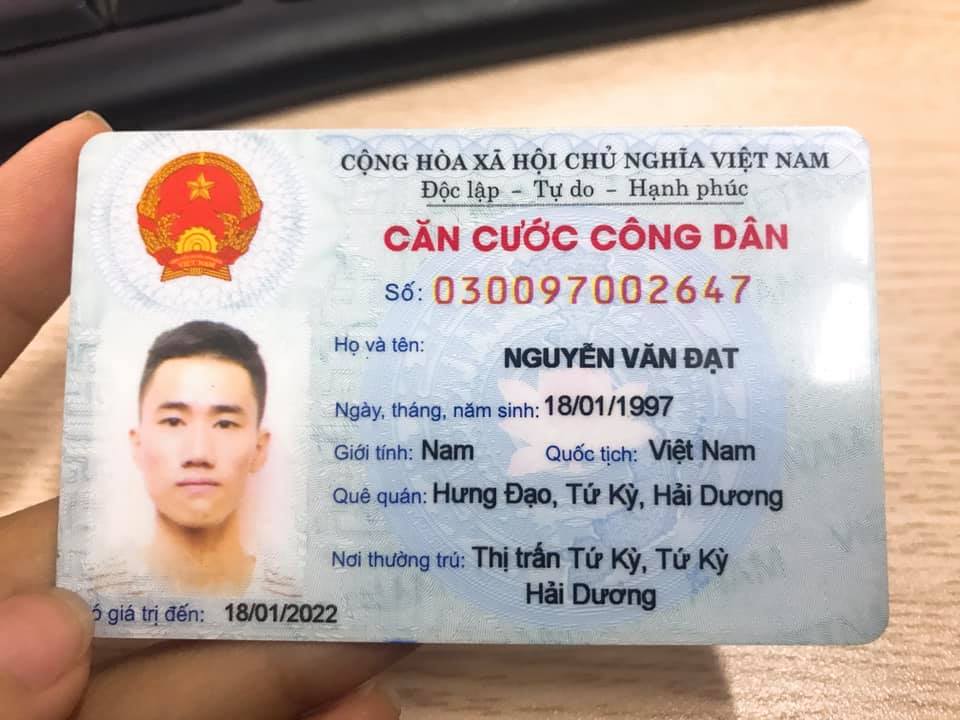 CỘNG HÒA XÃ HỘI CHỦ NGHĨA VIỆT NAM
Độc lập - Tự do - Hạnh phúc
CĂN CƯỚC CÔNG DÂN
Số: 030097002647
Họ và tên: NGUYỄN VĂN ĐẠT
Ngày, tháng, năm sinh: 18/01/1997
Giới tính: Nam Quốc tịch: Việt Nam
Quê quán: Hưng Đạo, Tứ Kỳ, Hải Dương
Nơi thường trú: Thị trấn Tứ Kỳ, Tứ Kỳ
Hải Dương
ó giá trị đến: 18/01/2022